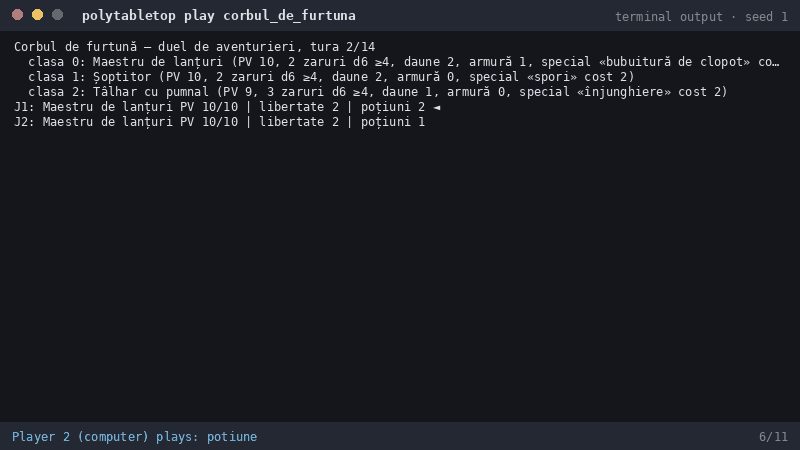 polytabletop play corbul_de_furtuna
terminal output · seed 1
Corbul de furtună — duel de aventurieri, tura 2/14
clasa 0: Maestru de lanțuri (PV 10, 2 zaruri d6 ≥4, daune 2, armură 1, special «bubuitură de clopot» co…
clasa 1: Șoptitor (PV 10, 2 zaruri d6 ≥4, daune 2, armură 0, special «spori» cost 2)
clasa 2: Tâlhar cu pumnal (PV 9, 3 zaruri d6 ≥4, daune 1, armură 0, special «înjunghiere» cost 2)
J1: Maestru de lanțuri PV 10/10 | libertate 2 | poțiuni 2 ◄
J2: Maestru de lanțuri PV 10/10 | libertate 2 | poțiuni 1
Player 2 (computer) plays: potiune
6/11